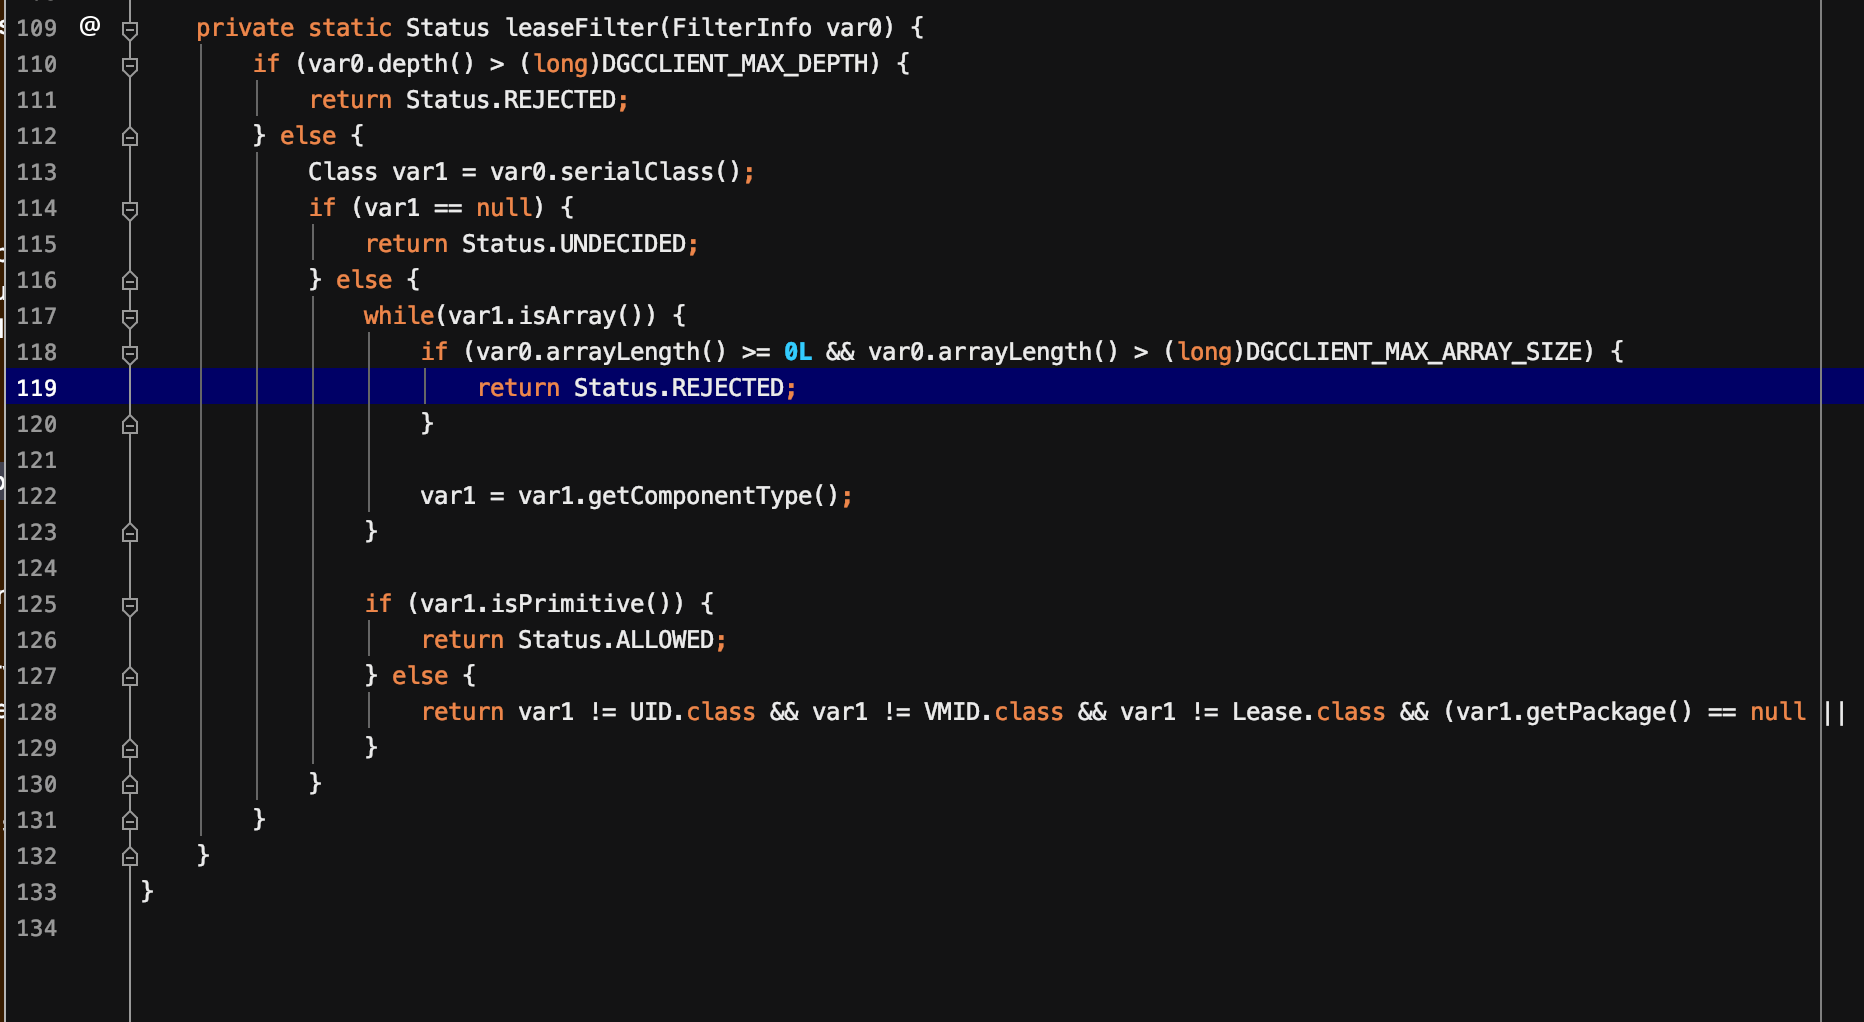 109 @ private static Status leaseFilter(FilterInfo var0) {
110 if (var0.depth() > (long)DGCCLIENT_MAX_DEPTH) {
111 return Status.REJECTED;
112 } else {
113 Class var1 = var0.serialClass();
114 if (var1 == null) {
115 return Status.UNDECIDED;
116 } else {
117 while(var1.isArray()) {
118 if (var0.arrayLength() >= 0L && var0.arrayLength() > (long)DGCCLIENT_MAX_ARRAY_SIZE) {
119 return Status.REJECTED;
120 }
121
122 var1 = var1.getComponentType();
123 }
124
125 if (var1.isPrimitive()) {
126 return Status.ALLOWED;
127 } else {
128 return var1 != UID.class && var1 != VMID.class && var1 != Lease.class && (var1.getPackage() == null ||
129 }
130 }
131 }
132 }
133 }
134